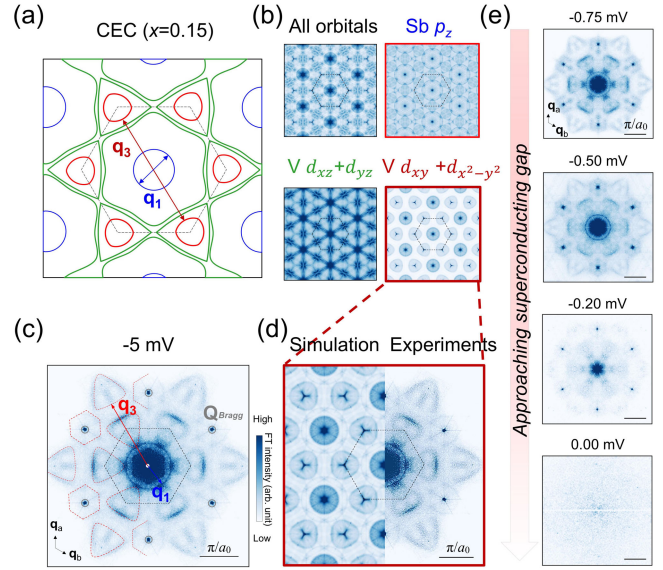 (a)
CEC (x=0.15)
q3
q1
(b)
All orbitals
Sb pz
V dxz+dyz
V dxy+dx²−y²
(c)
-5 mV
q3
QBragg
q1
qa
qb
π/a0
High
FT intensity (arb. unit)
Low
(d)
Simulation
Experiments
π/a0
(e)
Approaching superconducting gap
-0.75 mV
qa
qb
π/a0
-0.50 mV
-0.20 mV
0.00 mV